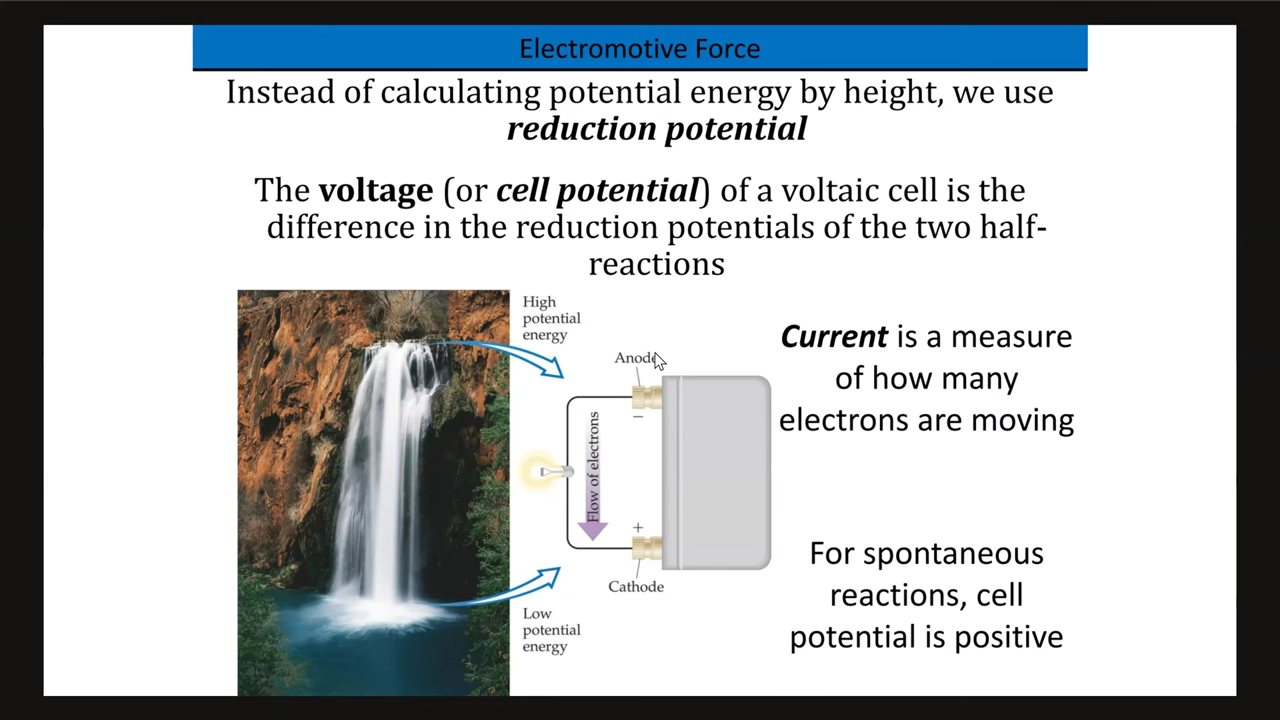 Electromotive Force
Instead of calculating potential energy by height, we use
reduction potential
The voltage (or cell potential) of a voltaic cell is the
difference in the reduction potentials of the two half-
reactions
High
potential
energy
Anode
−
Flow of electrons
+
Cathode
Low
potential
energy
Current is a measure
of how many
electrons are moving
For spontaneous
reactions, cell
potential is positive